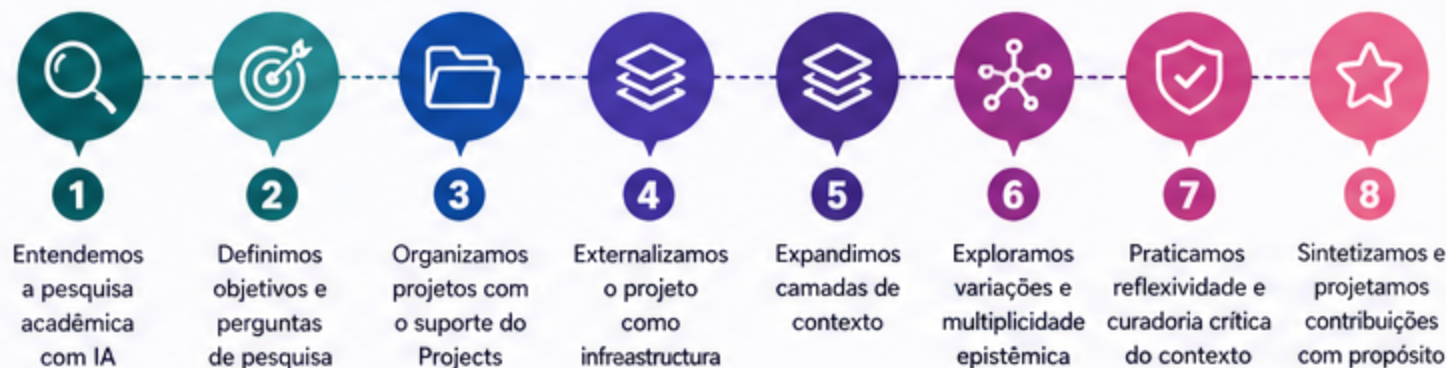 1
Entendemos
a pesquisa
acadêmica
com IA
2
Definimos
objetivos e
perguntas
de pesquisa
3
Organizamos
projetos com
o suporte do
Projects
4
Externalizamos
o projeto
como
infreastructura
5
Expandimos
camadas de
contexto
6
Exploramos
variações e
multiplicidade
epistêmica
7
Praticamos
reflexividade e
curadoria crítica
do contexto
8
Sintetizamos e
projetamos
contribuições
com propósito